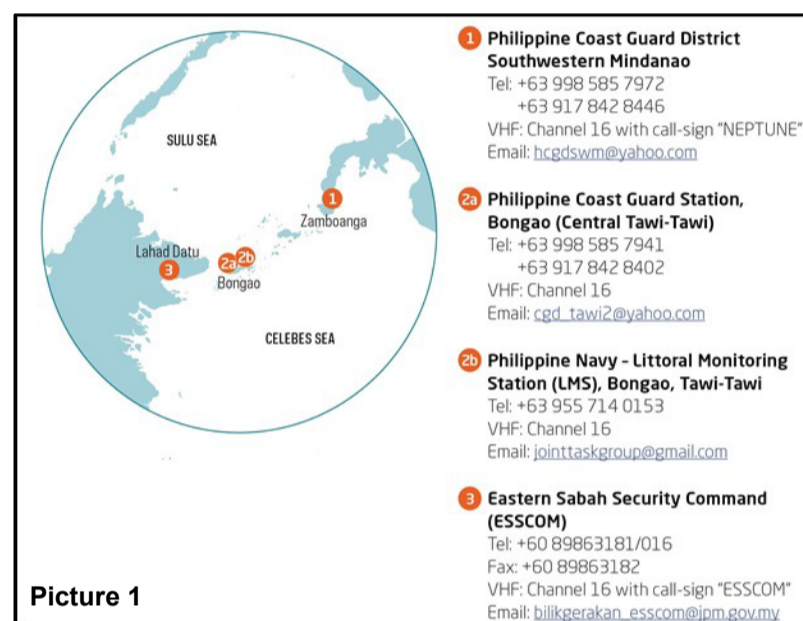 SULU SEA
1
Zamboanga
Lahad Datu
3
2a
2b
Bongao
CELEBES SEA
Picture 1
1 Philippine Coast Guard District
Southwestern Mindanao
Tel: +63 998 585 7972
+63 917 842 8446
VHF: Channel 16 with call-sign "NEPTUNE"
Email: hcgdswm@yahoo.com
2a Philippine Coast Guard Station,
Bongao (Central Tawi-Tawi)
Tel: +63 998 585 7941
+63 917 842 8402
VHF: Channel 16
Email: cgd_tawi2@yahoo.com
2b Philippine Navy - Littoral Monitoring
Station (LMS), Bongao, Tawi-Tawi
Tel: +63 955 714 0153
VHF: Channel 16
Email: jointtaskgroup@gmail.com
3 Eastern Sabah Security Command
(ESSCOM)
Tel: +60 89863181/016
Fax: +60 89863182
VHF: Channel 16 with call-sign "ESSCOM"
Email: bilikgerakan_esscom@jpm.gov.my